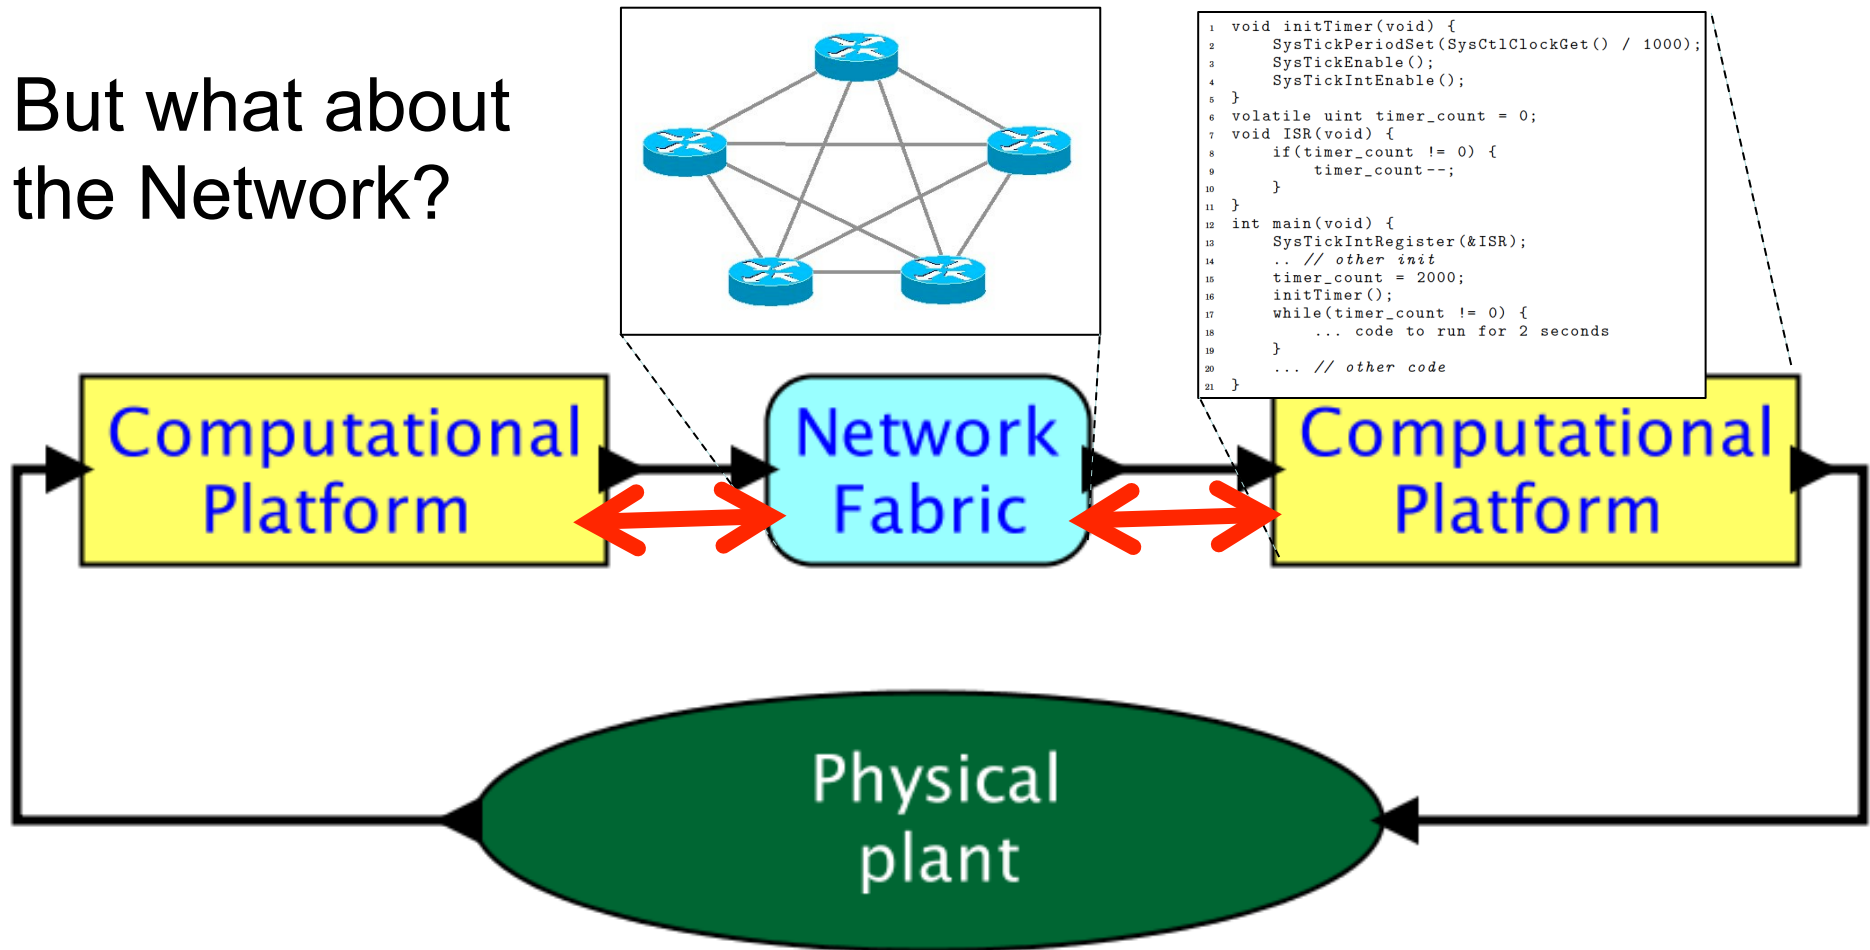 But what about
the Network?
1 void initTimer(void) {
2 SysTickPeriodSet(SysCtlClockGet() / 1000);
3 SysTickEnable();
4 SysTickIntEnable();
5 }
6 volatile uint timer_count = 0;
7 void ISR(void) {
8 if(timer_count != 0) {
9 timer_count--;
10 }
11 }
12 int main(void) {
13 SysTickIntRegister(&ISR);
14 .. // other init
15 timer_count = 2000;
16 initTimer();
17 while(timer_count != 0) {
18 ... code to run for 2 seconds
19 }
20 ... // other code
21 }
Computational
Platform
Network
Fabric
Computational
Platform
Physical
plant